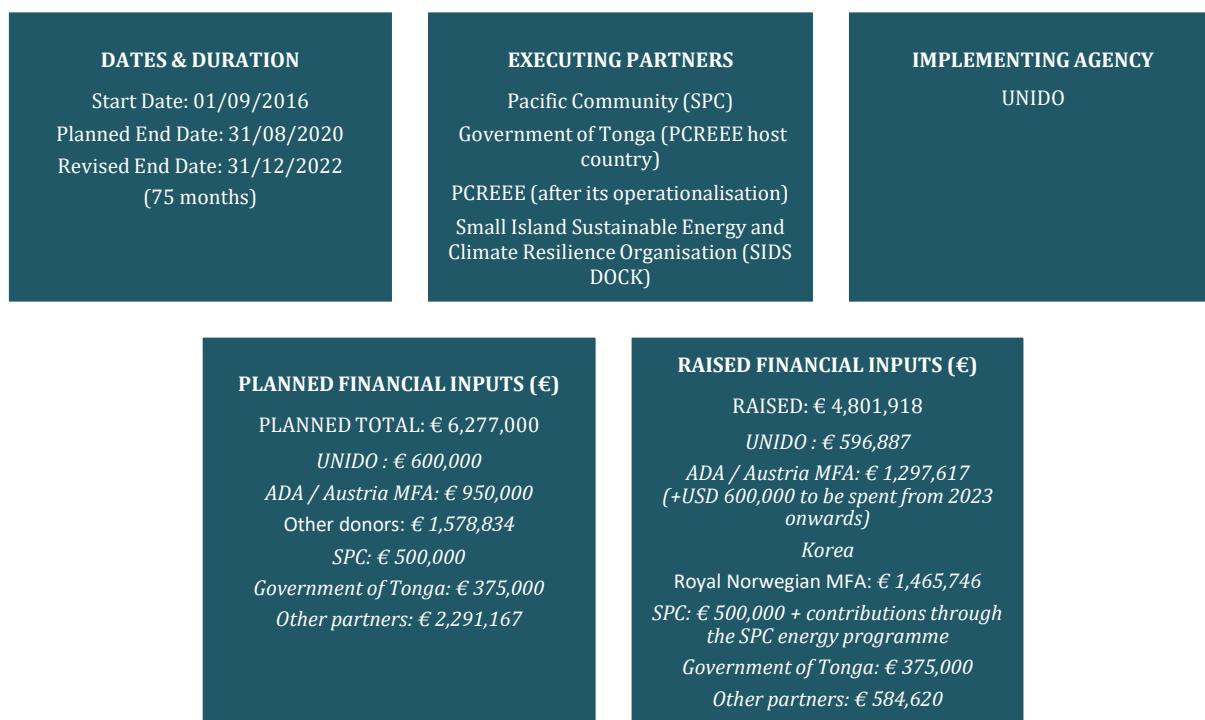 DATES & DURATION
Start Date: 01/09/2016
Planned End Date: 31/08/2020
Revised End Date: 31/12/2022
(75 months)
EXECUTING PARTNERS
Pacific Community (SPC)
Government of Tonga (PCREEE host
country)
PCREEE (after its operationalisation)
Small Island Sustainable Energy and
Climate Resilience Organisation (SIDS
DOCK)
IMPLEMENTING AGENCY
UNIDO
PLANNED FINANCIAL INPUTS (€)
PLANNED TOTAL: € 6,277,000
UNIDO : € 600,000
ADA / Austria MFA: € 950,000
Other donors: € 1,578,834
SPC: € 500,000
Government of Tonga: € 375,000
Other partners: € 2,291,167
RAISED FINANCIAL INPUTS (€)
RAISED: € 4,801,918
UNIDO : € 596,887
ADA / Austria MFA: € 1,297,617
(+USD 600,000 to be spent from 2023
onwards)
Korea
Royal Norwegian MFA: € 1,465,746
SPC: € 500,000 + contributions through
the SPC energy programme
Government of Tonga: € 375,000
Other partners: € 584,620